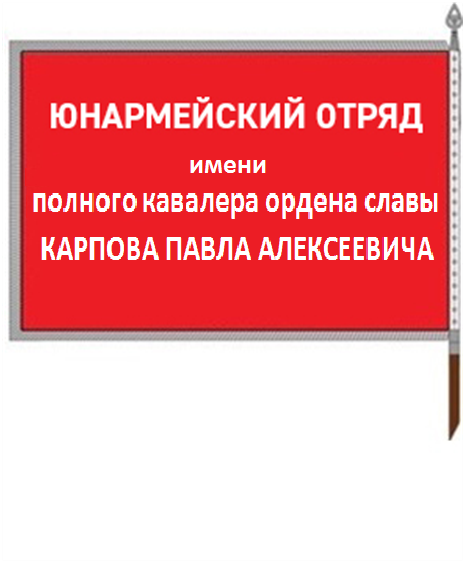 ЮНАРМЕЙСКИЙ ОТРЯД
имени
полного кавалера ордена славы
КАРПОВА ПАВЛА АЛЕКСЕЕВИЧА